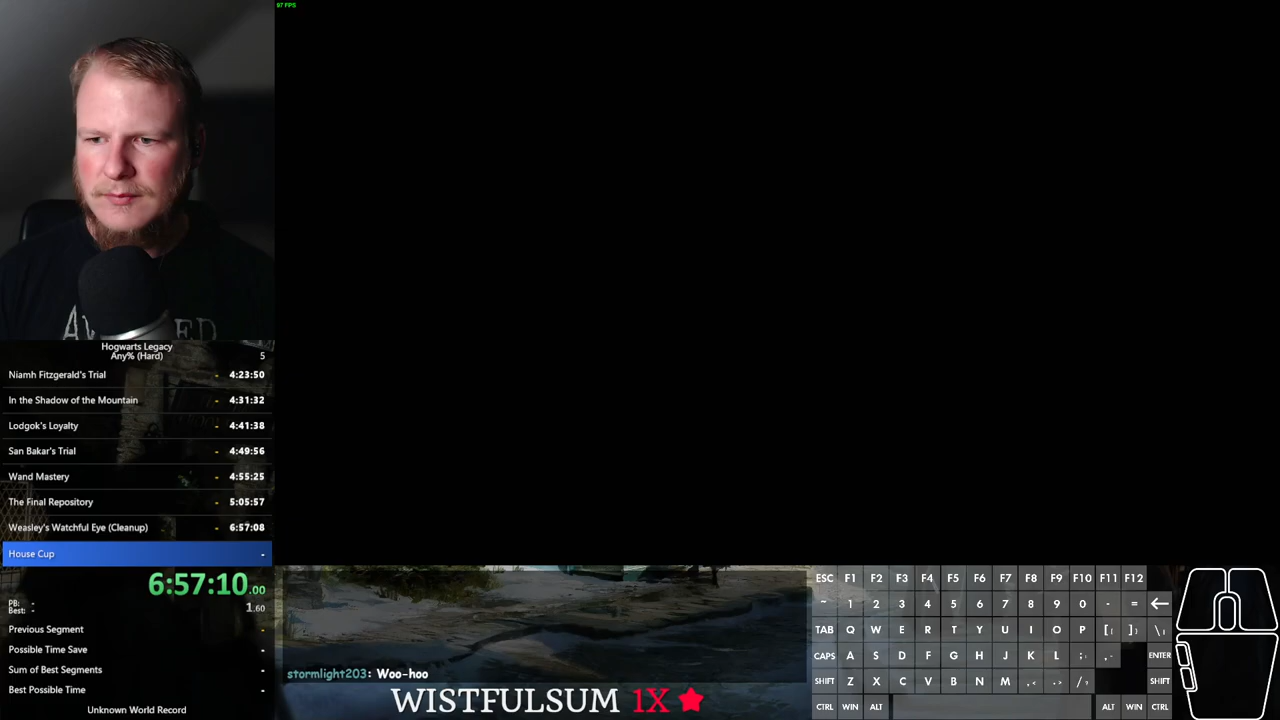 97 FPS
Hogwarts Legacy
Any% (Hard) 5
Niamh Fitzgerald's Trial - 4:23:50
In the Shadow of the Mountain - 4:31:32
Lodgok's Loyalty - 4:41:38
San Bakar's Trial - 4:49:56
Wand Mastery - 4:55:25
The Final Repository - 5:05:57
Weasley's Watchful Eye (Cleanup) - 6:57:08
House Cup -
6:57:10.00
PB: - 1.60
Best: -
Previous Segment -
Possible Time Save -
Sum of Best Segments -
Best Possible Time -
Unknown World Record
stormlight203: Woo-hoo
WISTFULSUM 1X
ESC F1 F2 F3 F4 F5 F6 F7 F8 F9 F10 F11 F12
~ 1 2 3 4 5 6 7 8 9 0 - = ←
TAB Q W E R T Y U I O P [{ ]} \|
CAPS A S D F G H J K L ;: ,- ENTER
SHIFT Z X C V B N M ,< .> /? SHIFT
CTRL WIN ALT ALT WIN CTRL